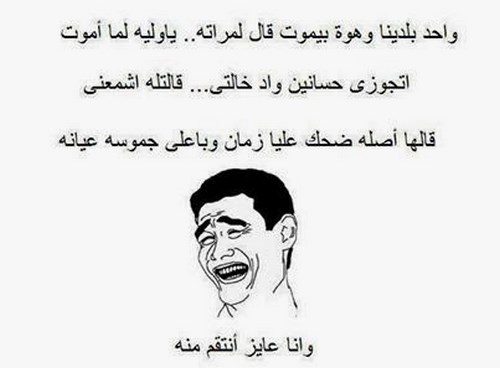 واحد بلدينا وهوة بيموت قال لمراته.. ياوليه لما أموت
اتجوزى حسانين واد خالتى... قالتله اشمعنى
قالها أصله ضحك عليا زمان وباعلى جموسه عيانه
وانا عايز أنتقم منه